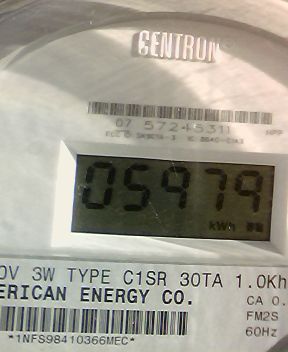 CENTRON
07 57245311 NPP
05979
kWh
0V 3W TYPE C1SR 30TA 1.0Kh
ERICAN ENERGY CO. CA 0.
FM2S
*1NFS98410366MEC* 60Hz